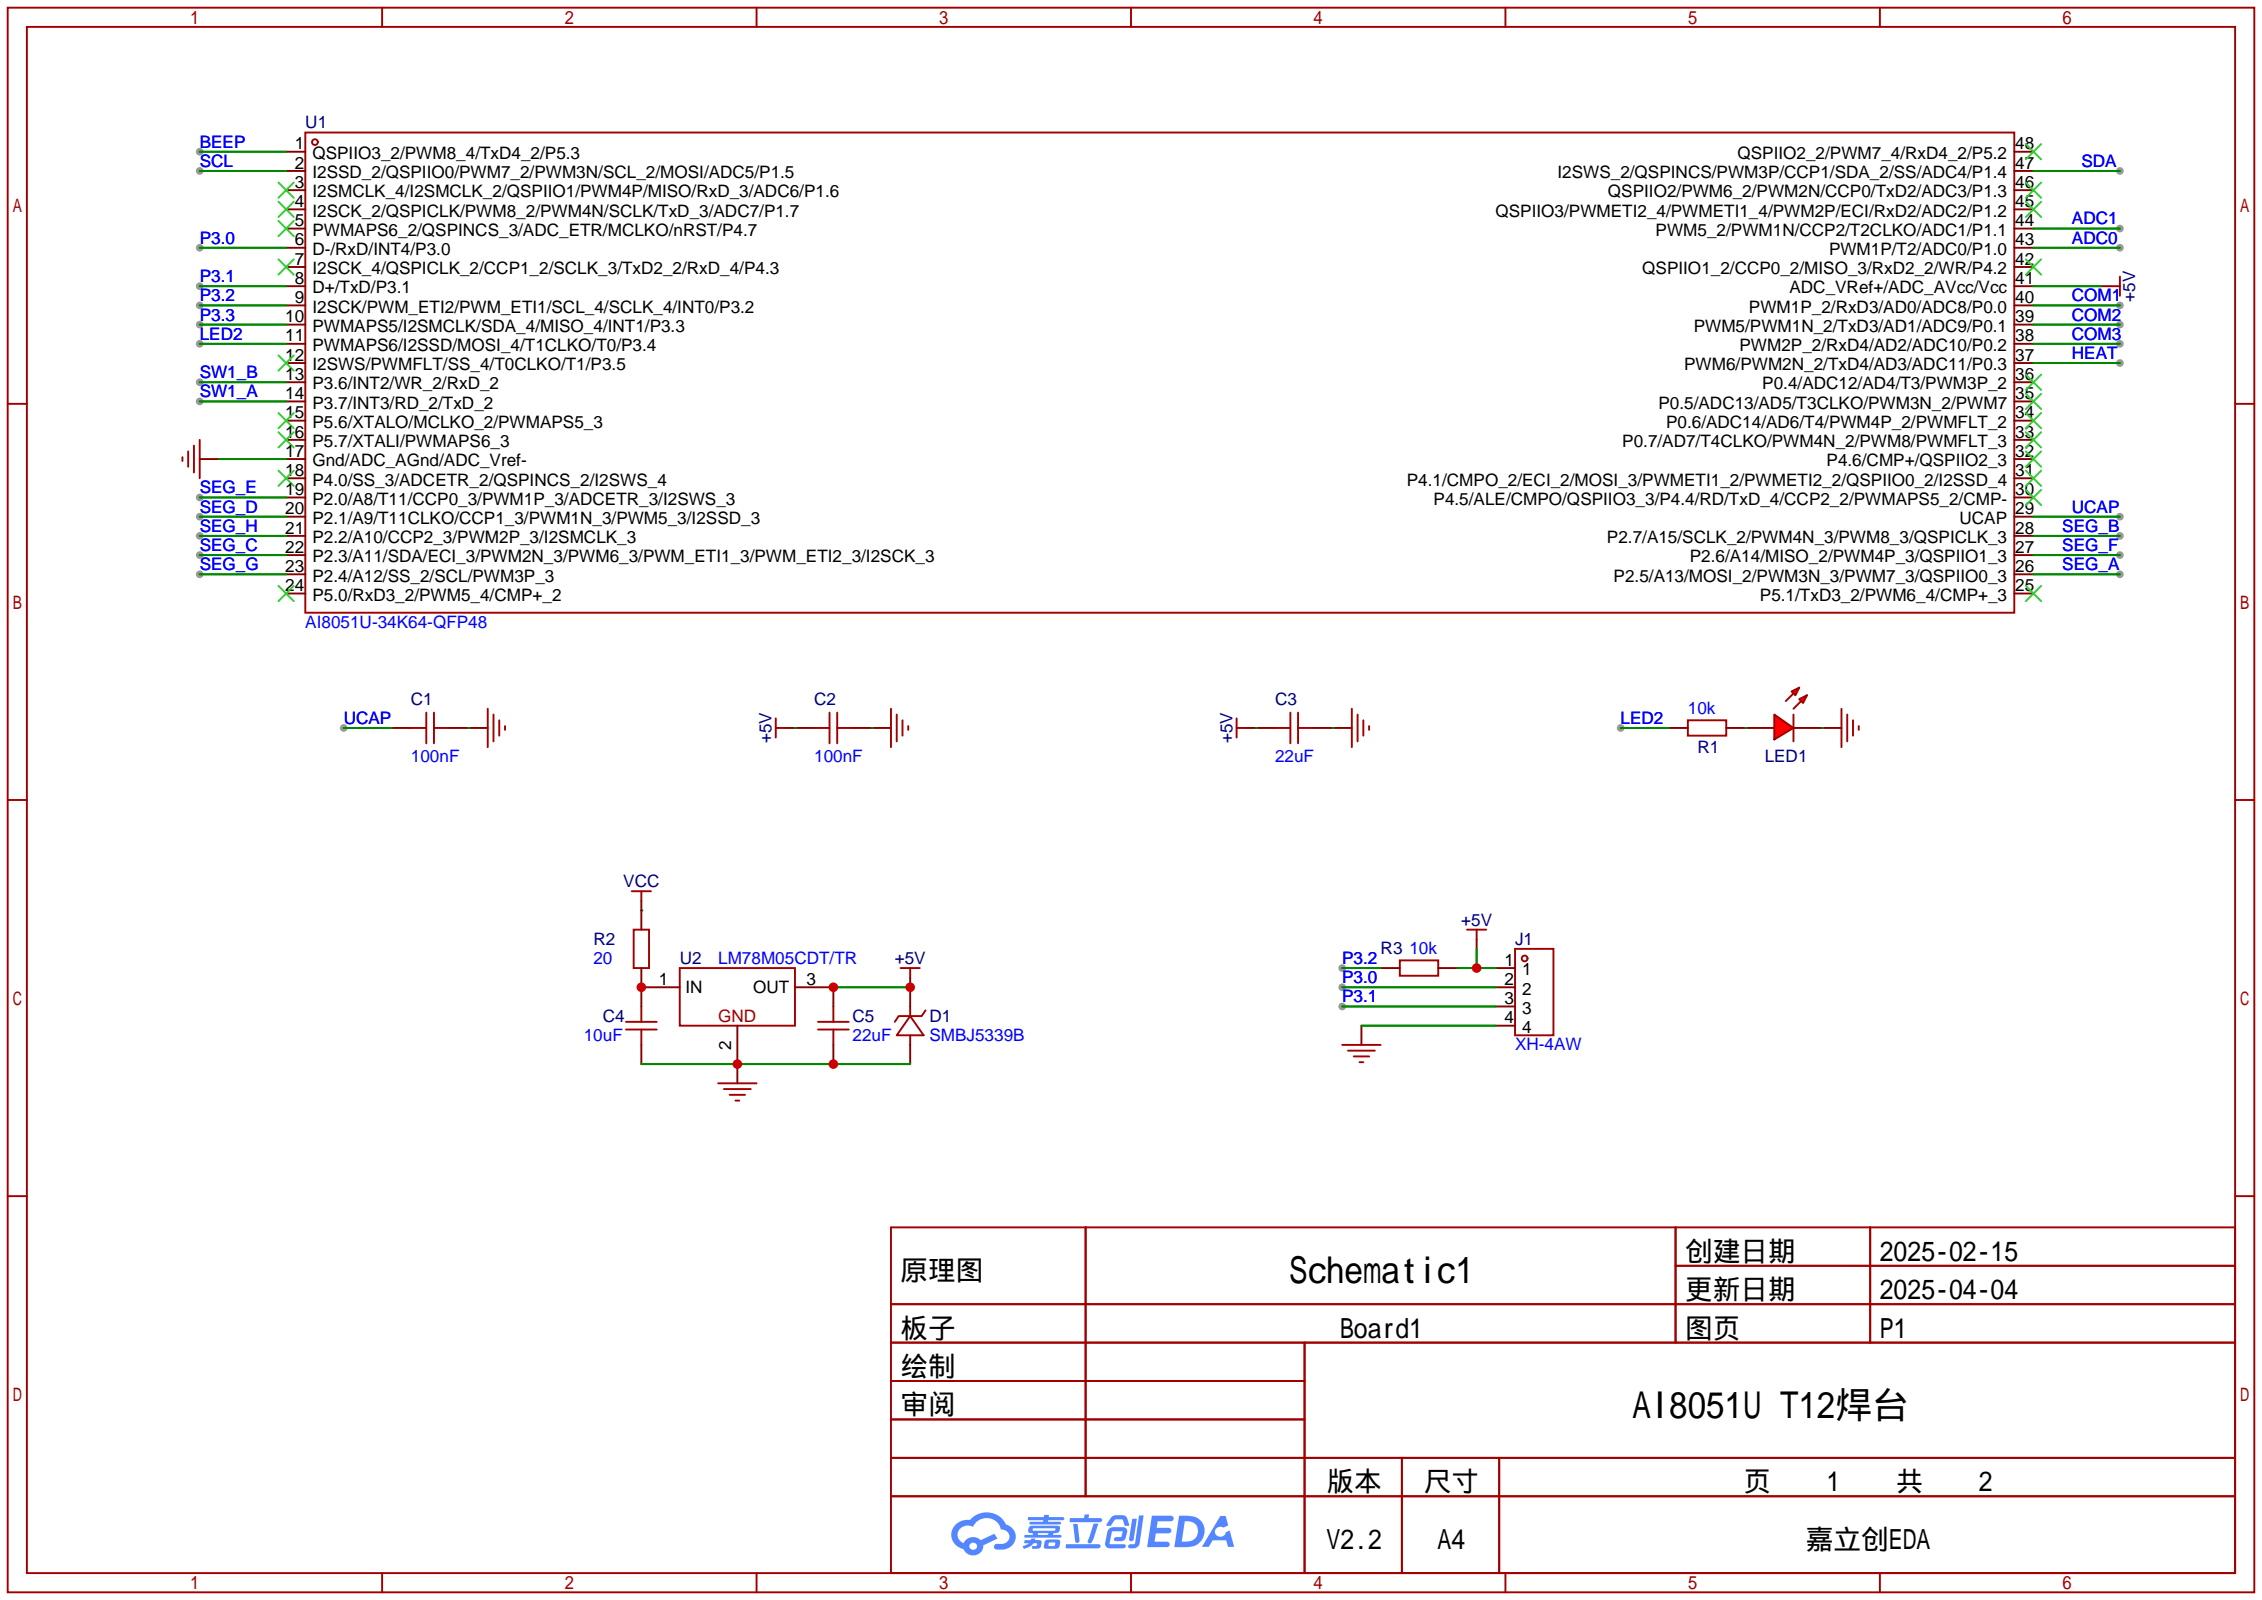 1 2 3 4 5 6
A A
B B
C C
D D
U1
BEEP 1 QSPIIO3_2/PWM8_4/TxD4_2/P5.3
SCL 2 I2SSD_2/QSPIIO0/PWM7_2/PWM3N/SCL_2/MOSI/ADC5/P1.5
3 I2SMCLK_4/I2SMCLK_2/QSPIIO1/PWM4P/MISO/RxD_3/ADC6/P1.6
4 I2SCK_2/QSPICLK/PWM8_2/PWM4N/SCLK/TxD_3/ADC7/P1.7
5 PWMAPS6_2/QSPINCS_3/ADC_ETR/MCLKO/nRST/P4.7
P3.0 6 D-/RxD/INT4/P3.0
7 I2SCK_4/QSPICLK_2/CCP1_2/SCLK_3/TxD2_2/RxD_4/P4.3
P3.1 8 D+/TxD/P3.1
P3.2 9 I2SCK/PWM_ETI2/PWM_ETI1/SCL_4/SCLK_4/INT0/P3.2
P3.3 10 PWMAPS5/I2SMCLK/SDA_4/MISO_4/INT1/P3.3
LED2 11 PWMAPS6/I2SSD/MOSI_4/T1CLKO/T0/P3.4
12 I2SWS/PWMFLT/SS_4/T0CLKO/T1/P3.5
SW1_B 13 P3.6/INT2/WR_2/RxD_2
SW1_A 14 P3.7/INT3/RD_2/TxD_2
15 P5.6/XTALO/MCLKO_2/PWMAPS5_3
16 P5.7/XTALI/PWMAPS6_3
17 Gnd/ADC_AGnd/ADC_Vref-
18 P4.0/SS_3/ADCETR_2/QSPINCS_2/I2SWS_4
SEG_E 19 P2.0/A8/T11/CCP0_3/PWM1P_3/ADCETR_3/I2SWS_3
SEG_D 20 P2.1/A9/T11CLKO/CCP1_3/PWM1N_3/PWM5_3/I2SSD_3
SEG_H 21 P2.2/A10/CCP2_3/PWM2P_3/I2SMCLK_3
SEG_C 22 P2.3/A11/SDA/ECI_3/PWM2N_3/PWM6_3/PWM_ETI1_3/PWM_ETI2_3/I2SCK_3
SEG_G 23 P2.4/A12/SS_2/SCL/PWM3P_3
24 P5.0/RxD3_2/PWM5_4/CMP+_2
QSPIIO2_2/PWM7_4/RxD4_2/P5.2 48
I2SWS_2/QSPINCS/PWM3P/CCP1/SDA_2/SS/ADC4/P1.4 47 SDA
QSPIIO2/PWM6_2/PWM2N/CCP0/TxD2/ADC3/P1.3 46
QSPIIO3/PWMETI2_4/PWMETI1_4/PWM2P/ECI/RxD2/ADC2/P1.2 45
PWM5_2/PWM1N/CCP2/T2CLKO/ADC1/P1.1 44 ADC1
PWM1P/T2/ADC0/P1.0 43 ADC0
QSPIIO1_2/CCP0_2/MISO_3/RxD2_2/WR/P4.2 42
ADC_VRef+/ADC_AVcc/Vcc 41 +5V
PWM1P_2/RxD3/AD0/ADC8/P0.0 40 COM1
PWM5/PWM1N_2/TxD3/AD1/ADC9/P0.1 39 COM2
PWM2P_2/RxD4/AD2/ADC10/P0.2 38 COM3
PWM6/PWM2N_2/TxD4/AD3/ADC11/P0.3 37 HEAT
P0.4/ADC12/AD4/T3/PWM3P_2 36
P0.5/ADC13/AD5/T3CLKO/PWM3N_2/PWM7 35
P0.6/ADC14/AD6/T4/PWM4P_2/PWMFLT_2 34
P0.7/AD7/T4CLKO/PWM4N_2/PWM8/PWMFLT_3 33
P4.6/CMP+/QSPIIO2_3 32
P4.1/CMPO_2/ECI_2/MOSI_3/PWMETI1_2/PWMETI2_2/QSPIIO0_2/I2SSD_4 31
P4.5/ALE/CMPO/QSPIIO3_3/P4.4/RD/TxD_4/CCP2_2/PWMAPS5_2/CMP- 30
UCAP 29 UCAP
P2.7/A15/SCLK_2/PWM4N_3/PWM8_3/QSPICLK_3 28 SEG_B
P2.6/A14/MISO_2/PWM4P_3/QSPIIO1_3 27 SEG_F
P2.5/A13/MOSI_2/PWM3N_3/PWM7_3/QSPIIO0_3 26 SEG_A
P5.1/TxD3_2/PWM6_4/CMP+_3 25
AI8051U-34K64-QFP48
UCAP C1 100nF
+5V C2 100nF
+5V C3 22uF
LED2 10k R1 LED1
VCC
R2 20
U2 LM78M05CDT/TR +5V
1 IN OUT 3
GND 2
C4 10uF
C5 22uF
D1 SMBJ5339B
+5V
J1
P3.2 R3 10k 1 1
P3.0 2 2
P3.1 3 3
4 4
XH-4AW
原理图 Schematic1 创建日期 2025-02-15
更新日期 2025-04-04
板子 Board1 图页 P1
绘制
审阅
AI8051U T12焊台
版本 尺寸 页 1 共 2
嘉立创EDA V2.2 A4 嘉立创EDA
1 2 3 4 5 6